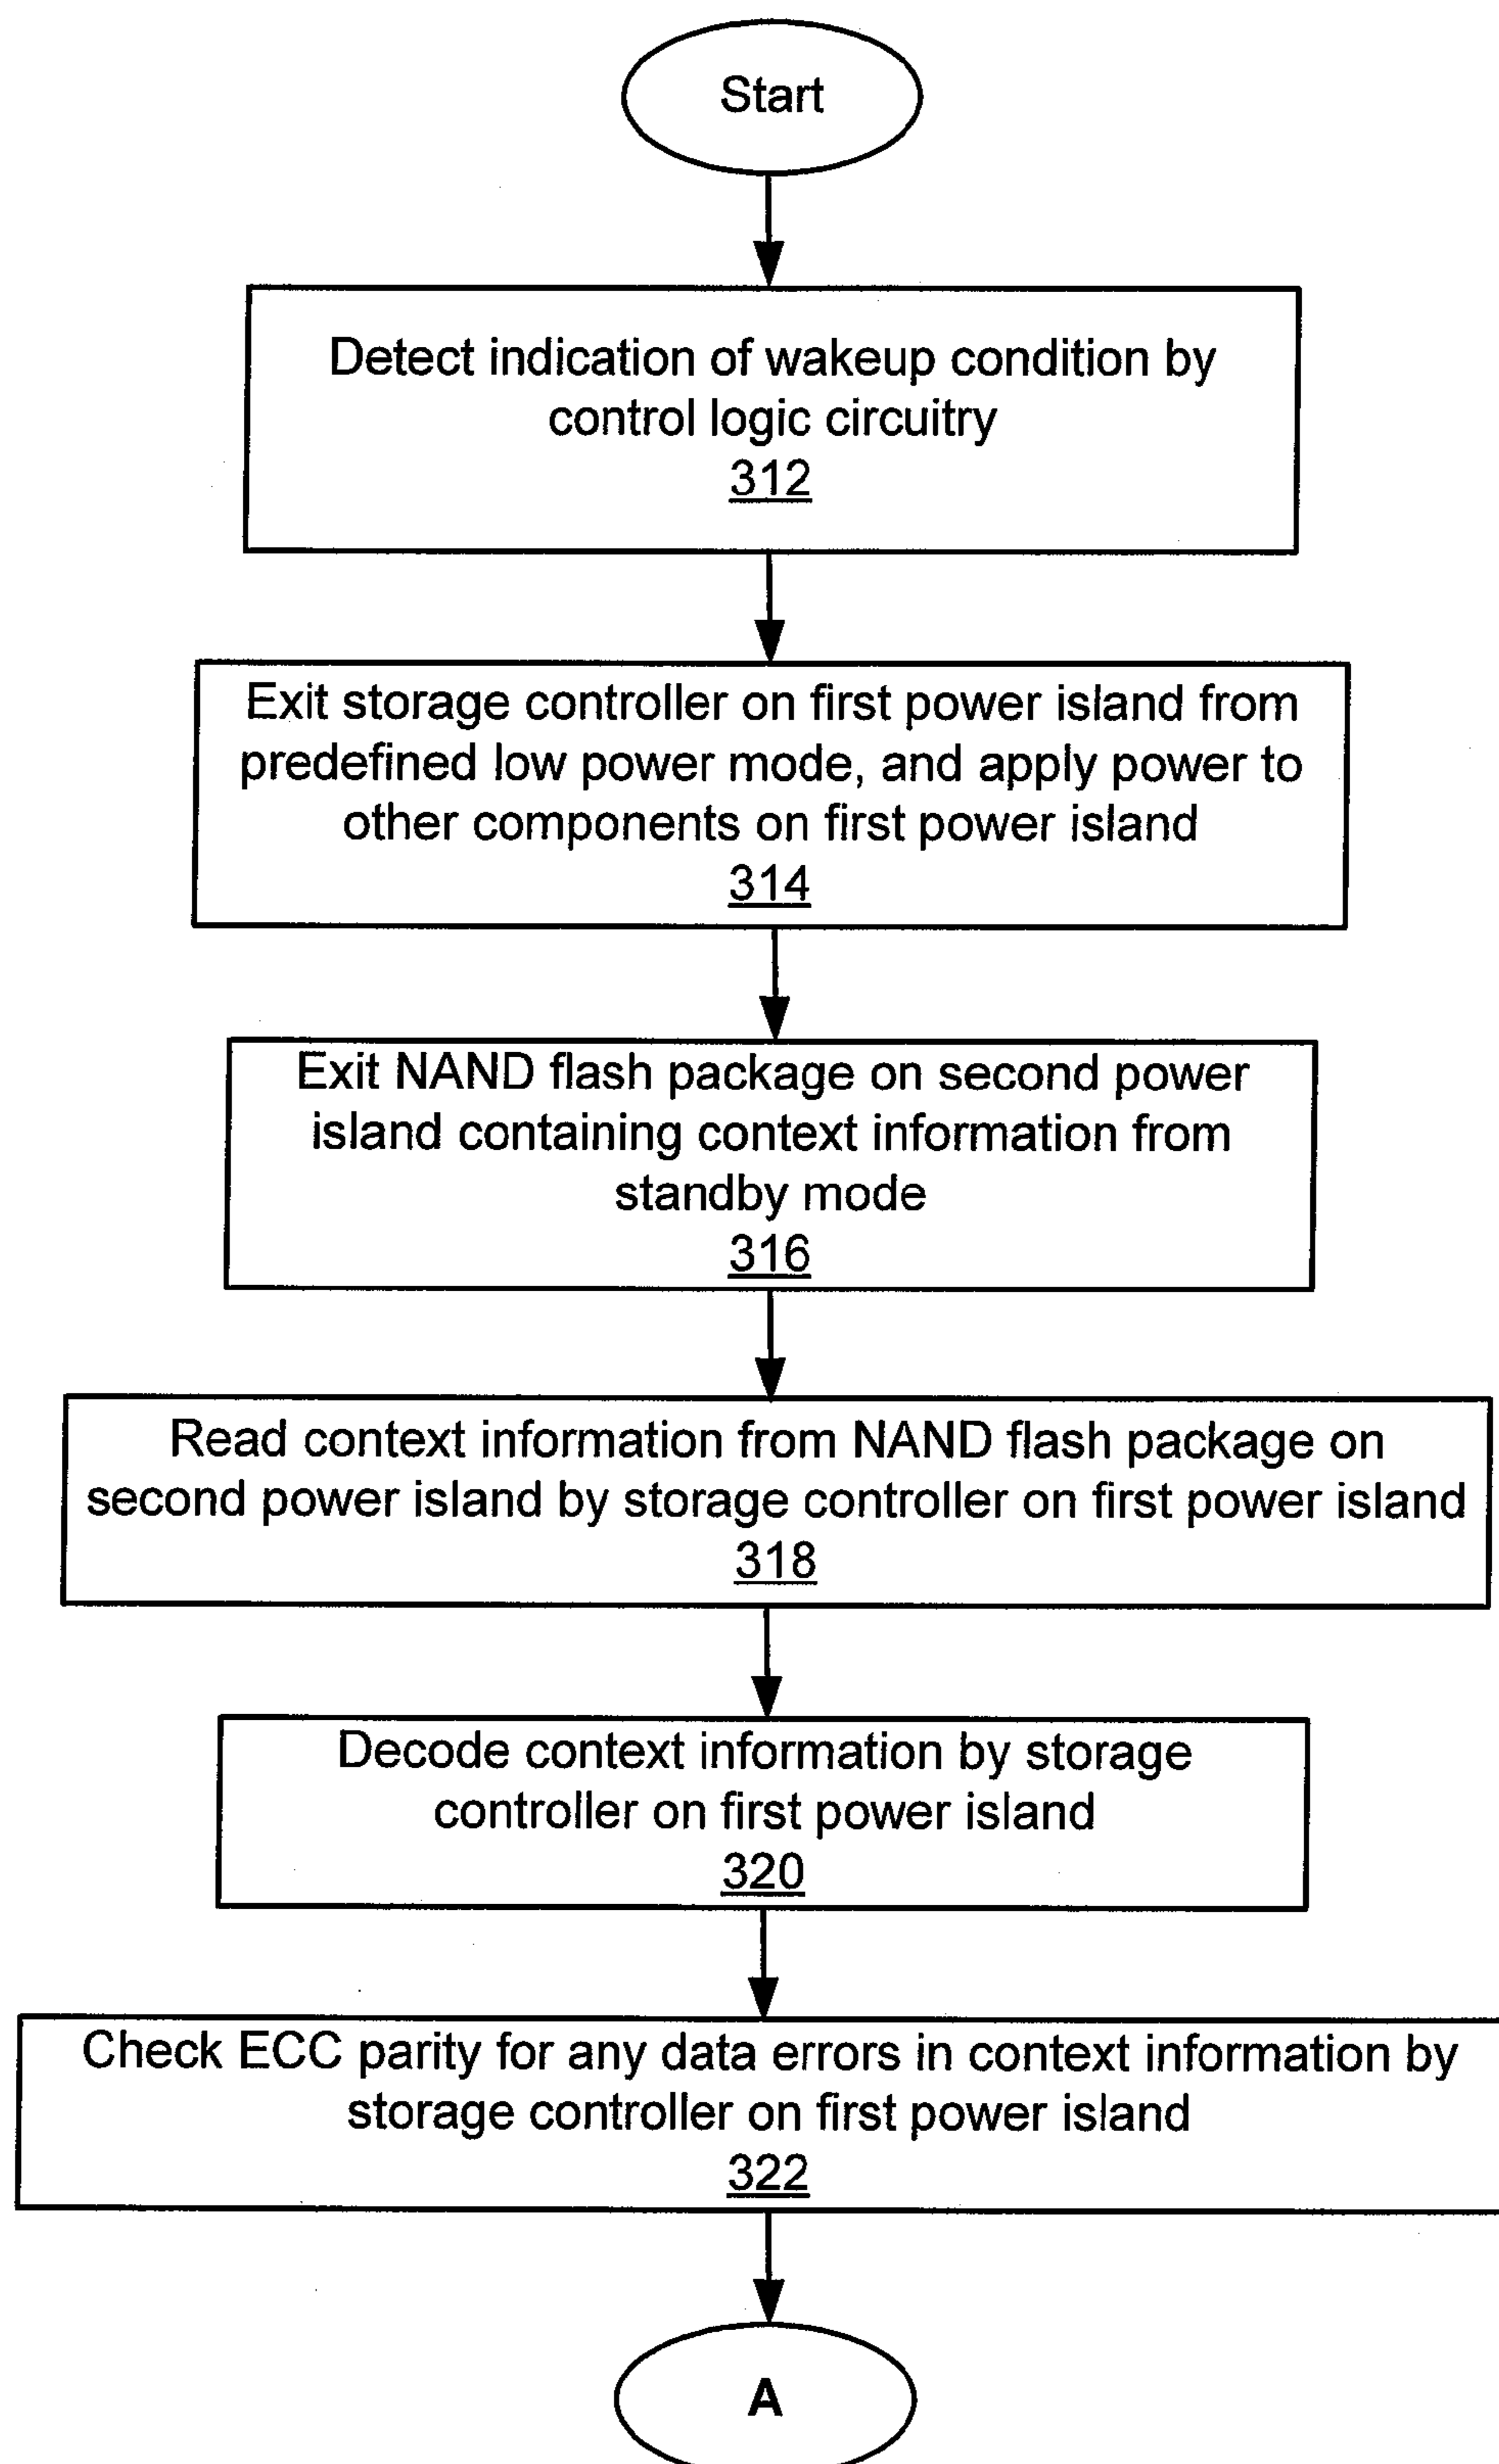 Start
Detect indication of wakeup condition by
control logic circuitry
312
Exit storage controller on first power island from
predefined low power mode, and apply power to
other components on first power island
314
Exit NAND flash package on second power
island containing context information from
standby mode
316
Read context information from NAND flash package on
second power island by storage controller on first power island
318
Decode context information by storage
controller on first power island
320
Check ECC parity for any data errors in context information by
storage controller on first power island
322
A